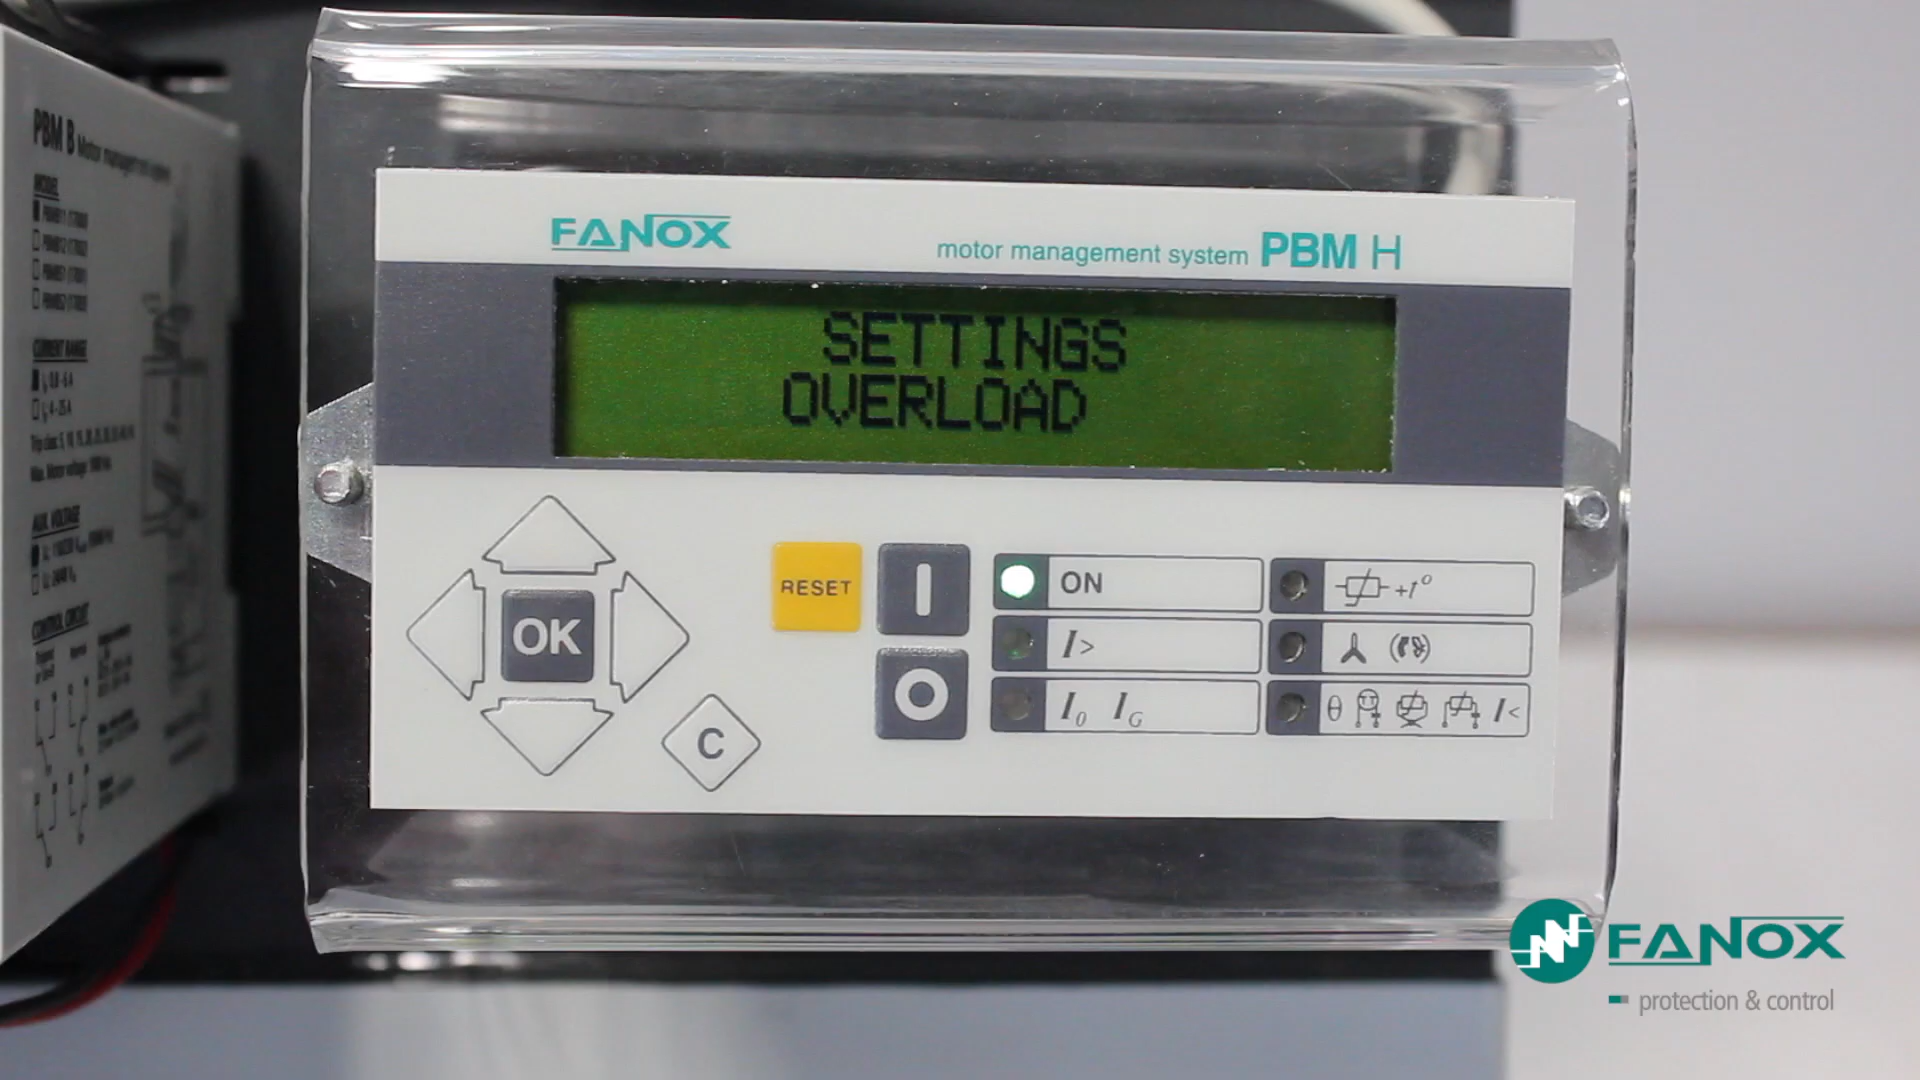 PBM B Motor management system
MODEL
CURRENT RANGE
AUX. VOLTAGE
CONTROL CIRCUIT
FANOX
motor management system PBM H
SETTINGS
OVERLOAD
OK
C
RESET
I
O
ON
I>
I0 IG
+t°
θ I<
FANOX
protection & control